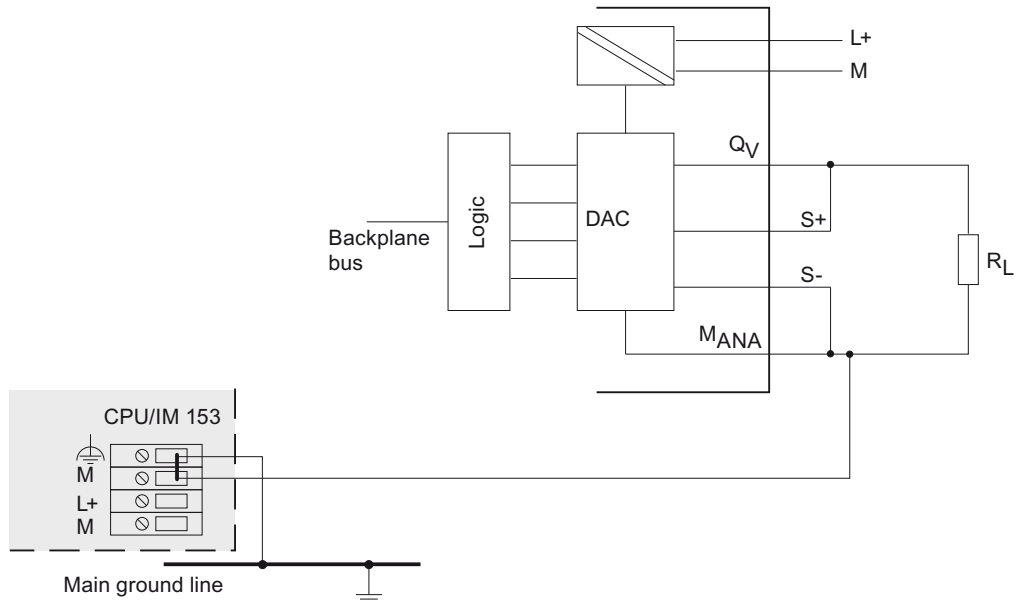 L+
M
QV
S+
S-
MANA
RL
DAC
Logic
Backplane
bus
CPU/IM 153
M
L+
M
Main ground line